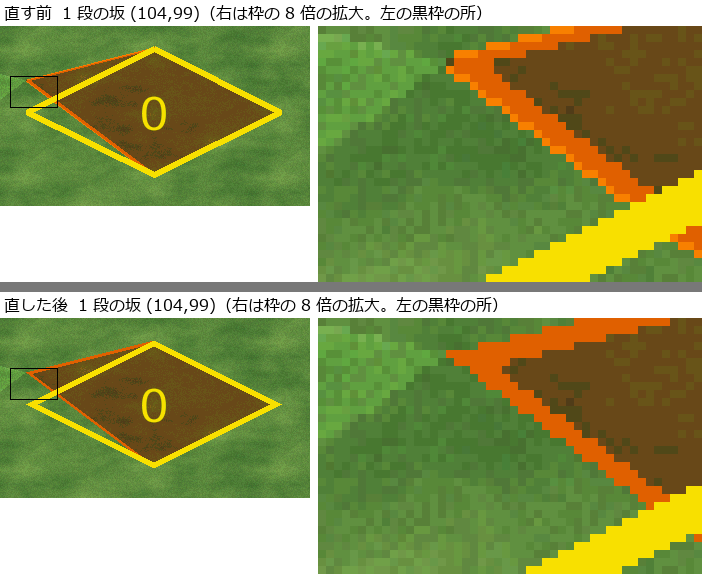 直す前 １段の坂 (104,99)（右は枠の８倍の拡大。左の黒枠の所）
0
直した後 １段の坂 (104,99)（右は枠の８倍の拡大。左の黒枠の所）
0